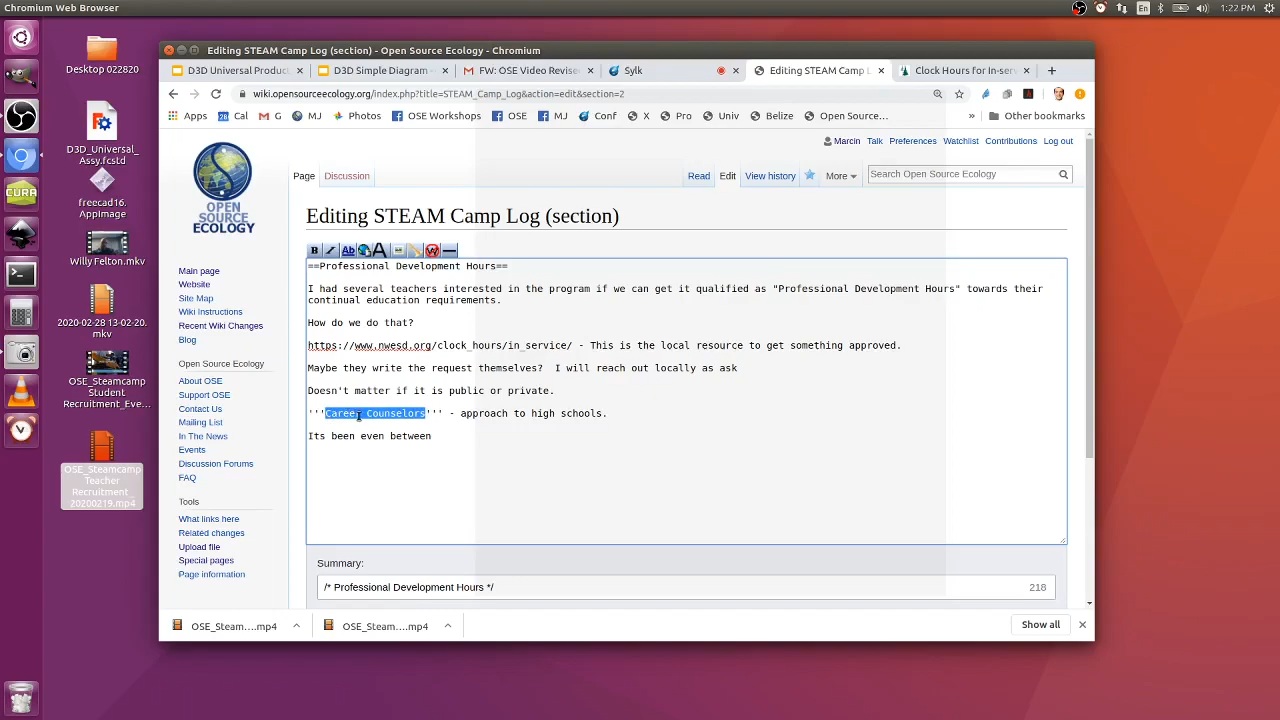 Chromium Web Browser
En
1:22 PM
Desktop 022820
D3D_Universal_
Assy.fcstd
freecad16.
AppImage
Willy Felton.mkv
2020-02-28 13-02-20.
mkv
OSE_Steamcamp
Student
Recruitment_Eve...
OSE_Steamcamp
Teacher
Recruitment_
20200219.mp4
CURA
Editing STEAM Camp Log (section) - Open Source Ecology - Chromium
D3D Universal Produc
D3D Simple Diagram -
FW: OSE Video Revise
Sylk
Editing STEAM Camp L
Clock Hours for In-serv
wiki.opensourceecology.org/index.php?title=STEAM_Camp_Log&action=edit&section=2
Apps
Cal
G
MJ
Photos
OSE Workshops
OSE
MJ
Conf
X
Pro
Univ
Belize
Open Source...
»
Other bookmarks
Marcin
Talk
Preferences
Watchlist
Contributions
Log out
OPEN
SOURCE
ECOLOGY
Page
Discussion
Read
Edit
View history
More
Search Open Source Ecology
Editing STEAM Camp Log (section)
B
I
Ab
A
W
Main page
Website
Site Map
Wiki Instructions
Recent Wiki Changes
Blog
Open Source Ecology
About OSE
Support OSE
Contact Us
Mailing List
In The News
Events
Discussion Forums
FAQ
Tools
What links here
Related changes
Upload file
Special pages
Page information
==Professional Development Hours==
I had several teachers interested in the program if we can get it qualified as "Professional Development Hours" towards their
continual education requirements.
How do we do that?
https://www.nwesd.org/clock_hours/in_service/ - This is the local resource to get something approved.
Maybe they write the request themselves?  I will reach out locally as ask
Doesn't matter if it is public or private.
'''Career Counselors''' - approach to high schools.
Its been even between
Summary:
/* Professional Development Hours */
218
OSE_Steam....mp4
OSE_Steam....mp4
Show all